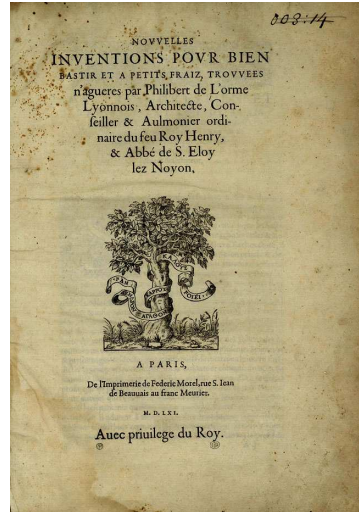 003:14
NOVVELLES
INVENTIONS POVR BIEN
BASTIR ET A PETITS FRAIZ, TROVVEES
n'agueres par Philibert de L'orme
Lyonnois, Architecte, Con-
ſeiller & Aulmonier ordi-
naire du feu Roy Henry,
& Abbé de S. Eloy
lez Noyon.
A PARIS,
De l'Imprimerie de Federic Morel, rue S. Iean
de Beauuais au franc Meurier.
M. D. LXI.
Auec priuilege du Roy.